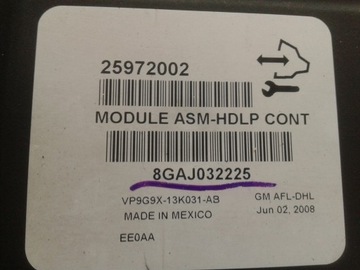 25972002
MODULE ASM-HDLP CONT
8GAJ032225
VP9G9X-13K031-AB
GM AFL-DHL
MADE IN MEXICO
Jun 02, 2008
EE0AA